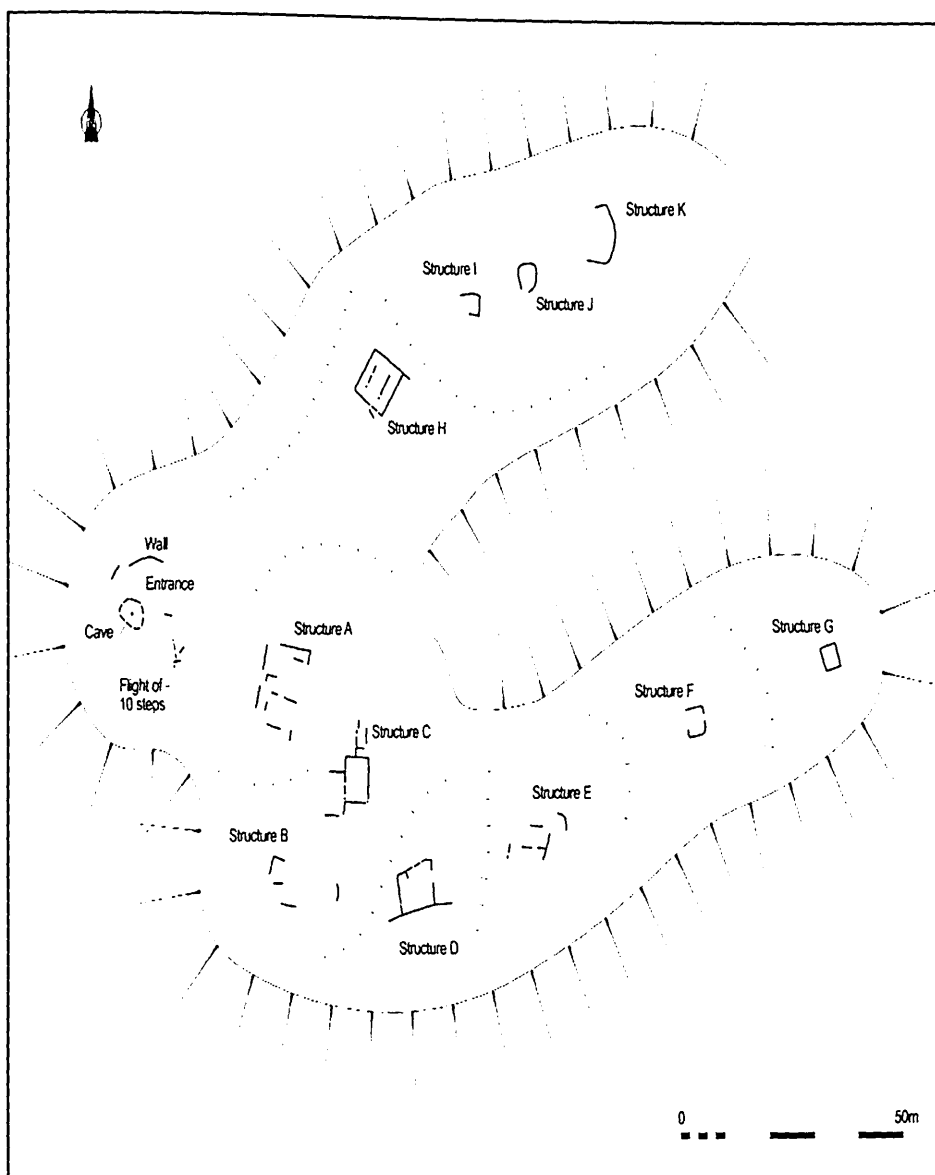 Structure K
Structure I
Structure J
Structure H
Wall
Entrance
Cave
Structure A
Structure G
Flight of -
10 steps
Structure F
Structure C
Structure E
Structure B
Structure D
0 50m